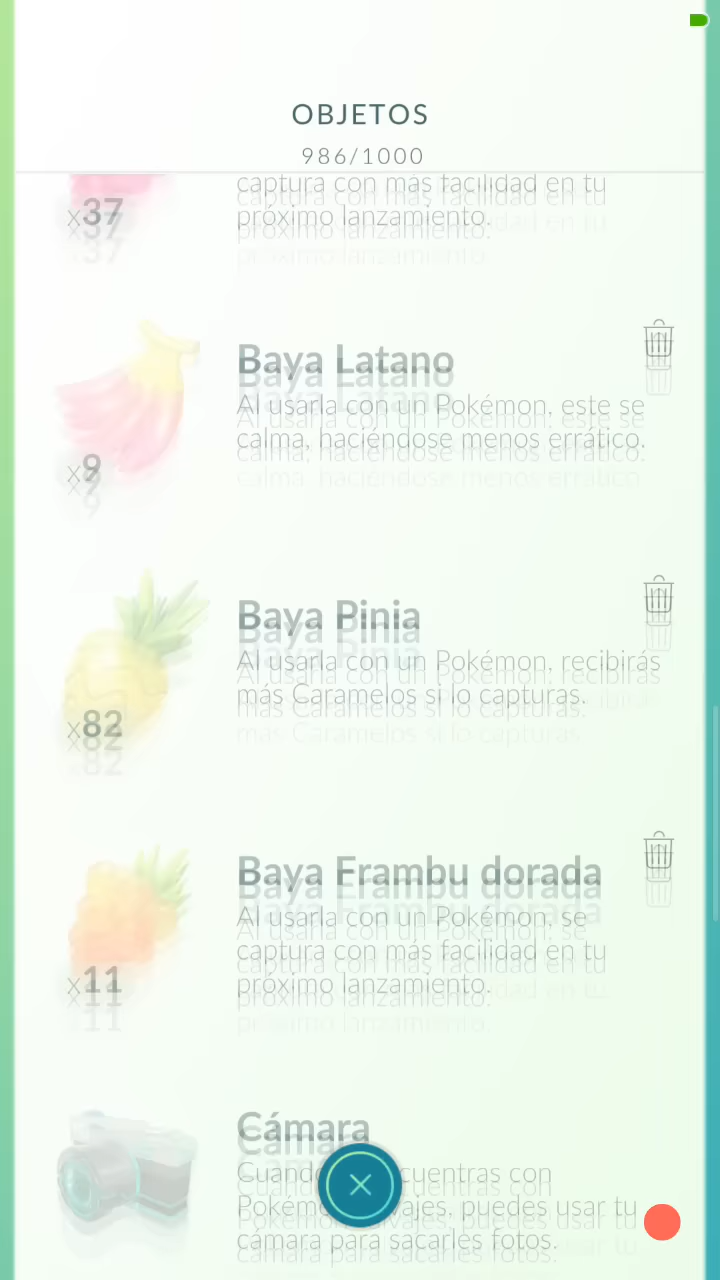 OBJETOS
986/1000
captura con más facilidad en tu
próximo lanzamiento.
x37
Baya Latano
Al usarla con un Pokémon, este se
calma, haciéndose menos errático.
x9
Baya Pinia
Al usarla con un Pokémon, recibirás
más Caramelos si lo capturas.
x82
Baya Frambu dorada
Al usarla con un Pokémon, se
captura con más facilidad en tu
próximo lanzamiento.
x11
Cámara
cuentras con
puedes usar tu
cámara para sacarles fotos.